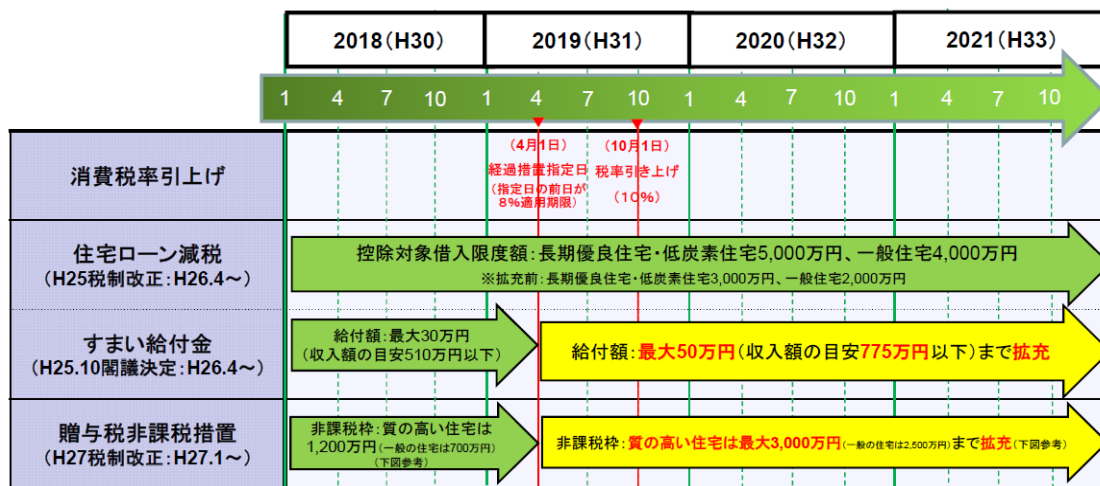 2018(H30) 2019(H31) 2020(H32) 2021(H33)
1 4 7 10 1 4 7 10 1 4 7 10 1 4 7 10
消費税率引上げ
(4月1日)
経過措置指定日
(指定日の前日が
8%適用期限)
(10月1日)
税率引き上げ
(10%)
住宅ローン減税
(H25税制改正:H26.4~)
控除対象借入限度額:長期優良住宅・低炭素住宅5,000万円、一般住宅4,000万円
※拡充前:長期優良住宅・低炭素住宅3,000万円、一般住宅2,000万円
すまい給付金
(H25.10閣議決定:H26.4~)
給付額:最大30万円
(収入額の目安510万円以下)
給付額:最大50万円(収入額の目安775万円以下)まで拡充
贈与税非課税措置
(H27税制改正:H27.1~)
非課税枠:質の高い住宅は
1,200万円(一般の住宅は700万円)
(下図参考)
非課税枠:質の高い住宅は最大3,000万円(一般の住宅は2,500万円)まで拡充(下図参考)